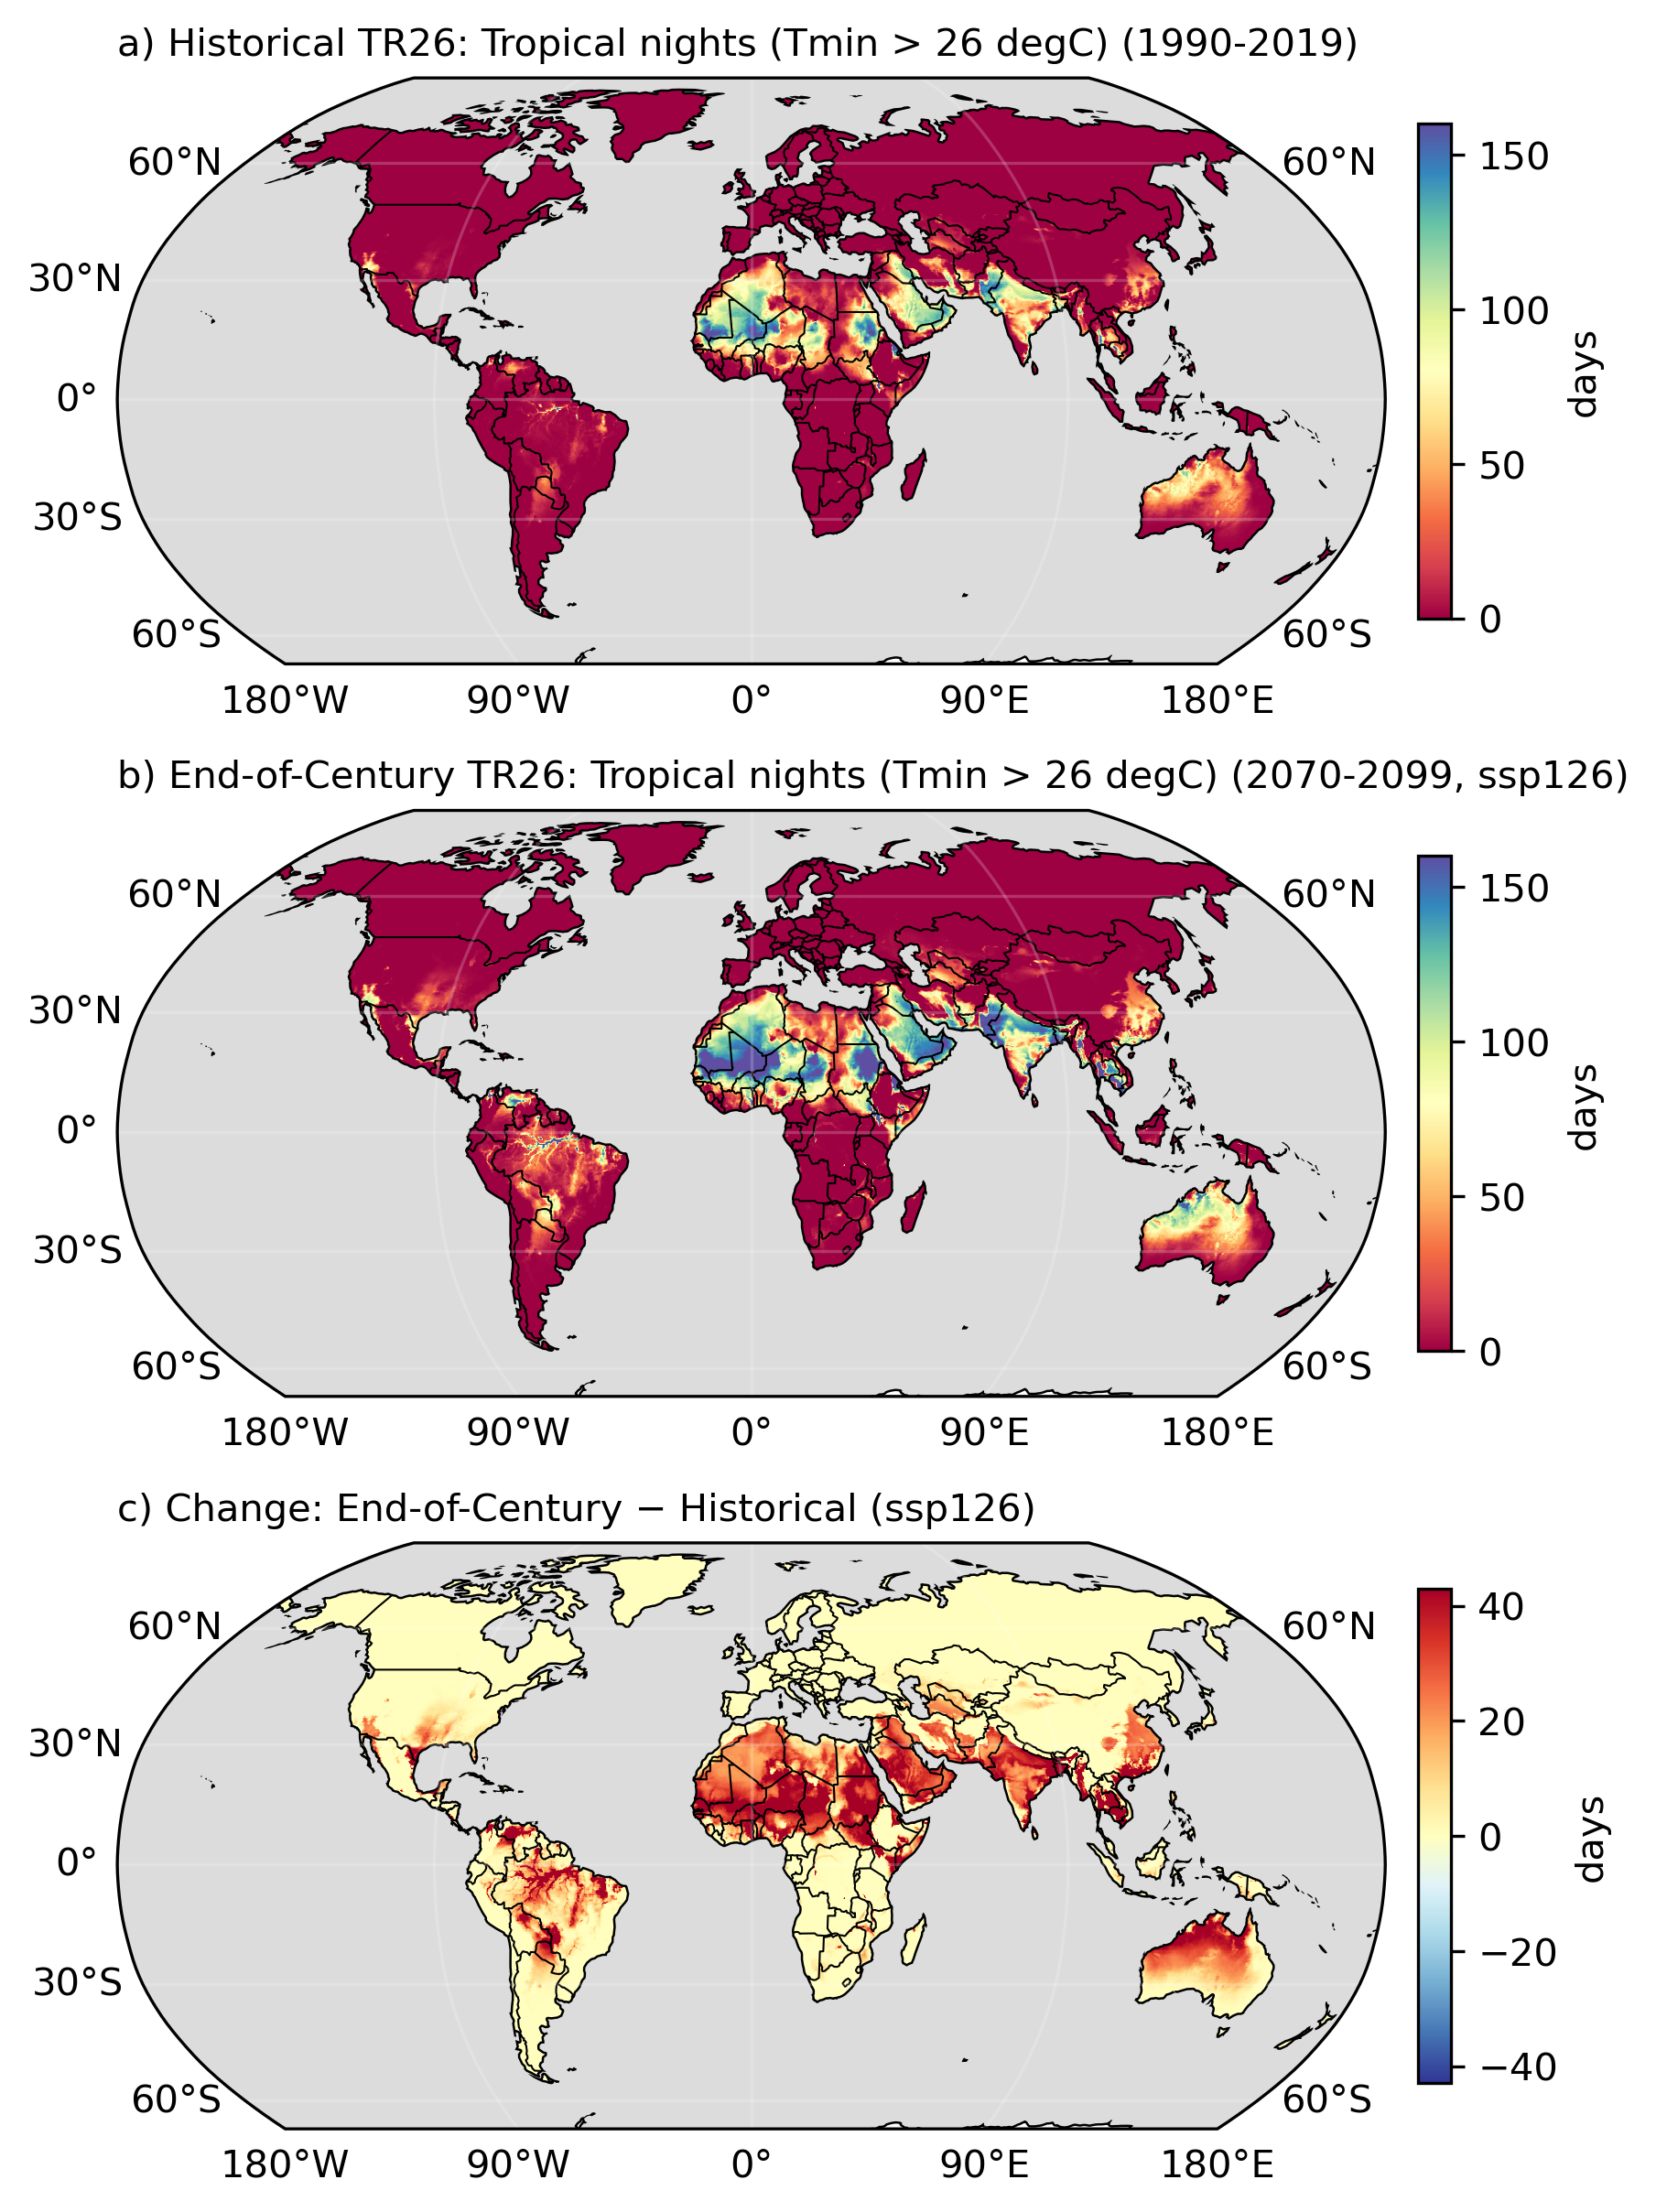 a) Historical TR26: Tropical nights (Tmin > 26 degC) (1990-2019)
60°N 60°N
30°N
0°
30°S
60°S 60°S
180°W 90°W 0° 90°E 180°E
150
100
50
0
days
b) End-of-Century TR26: Tropical nights (Tmin > 26 degC) (2070-2099, ssp126)
60°N 60°N
30°N
0°
30°S
60°S 60°S
180°W 90°W 0° 90°E 180°E
150
100
50
0
days
c) Change: End-of-Century − Historical (ssp126)
60°N 60°N
30°N
0°
30°S
60°S 60°S
180°W 90°W 0° 90°E 180°E
40
20
0
−20
−40
days